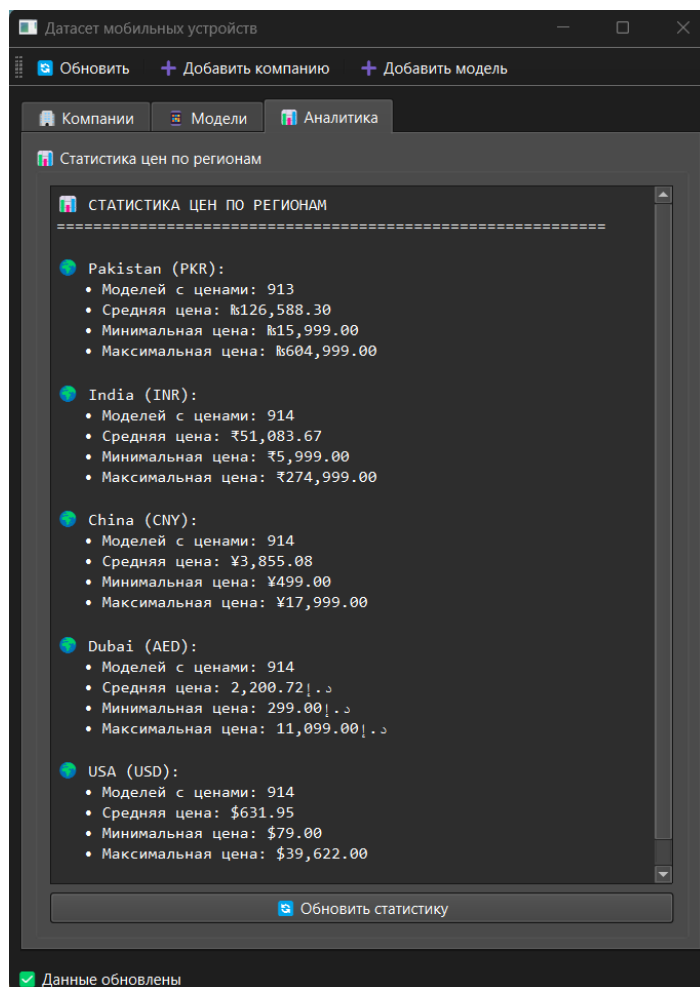 Датасет мобильных устройств
Обновить Добавить компанию Добавить модель
Компании Модели Аналитика
Статистика цен по регионам
СТАТИСТИКА ЦЕН ПО РЕГИОНАМ
============================================================
Pakistan (PKR):
• Моделей с ценами: 913
• Средняя цена: ₨126,588.30
• Минимальная цена: ₨15,999.00
• Максимальная цена: ₨604,999.00
India (INR):
• Моделей с ценами: 914
• Средняя цена: ₹51,083.67
• Минимальная цена: ₹5,999.00
• Максимальная цена: ₹274,999.00
China (CNY):
• Моделей с ценами: 914
• Средняя цена: ¥3,855.08
• Минимальная цена: ¥499.00
• Максимальная цена: ¥17,999.00
Dubai (AED):
• Моделей с ценами: 914
• Средняя цена: 2,200.72د.إ
• Минимальная цена: 299.00د.إ
• Максимальная цена: 11,099.00د.إ
USA (USD):
• Моделей с ценами: 914
• Средняя цена: $631.95
• Минимальная цена: $79.00
• Максимальная цена: $39,622.00
Обновить статистику
Данные обновлены